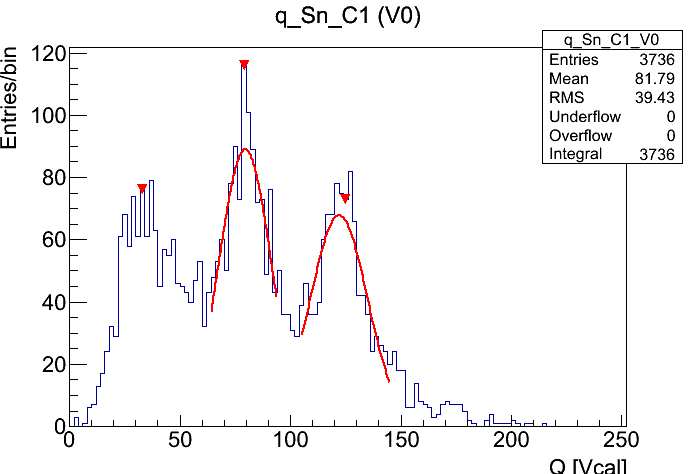 q_Sn_C1 (V0)
q_Sn_C1_V0
Entries 3736
Mean 81.79
RMS 39.43
Underflow 0
Overflow 0
Integral 3736
Entries/bin
120
100
80
60
40
20
0
0 50 100 150 200 250
Q [Vcal]